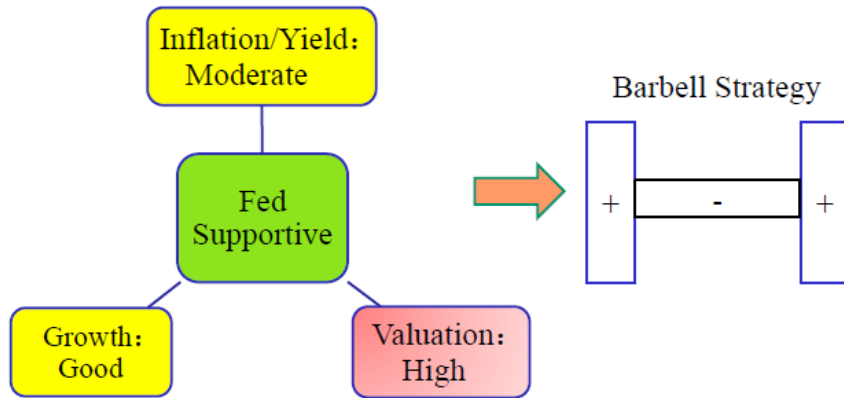 Inflation/Yield：
Moderate
Barbell Strategy
Fed
Supportive
+
-
+
Growth：
Good
Valuation：
High